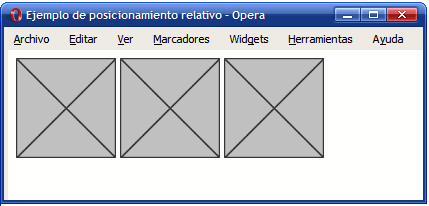 Ejemplo de posicionamiento relativo - Opera
Archivo Editar Ver Marcadores Widgets Herramientas Ayuda